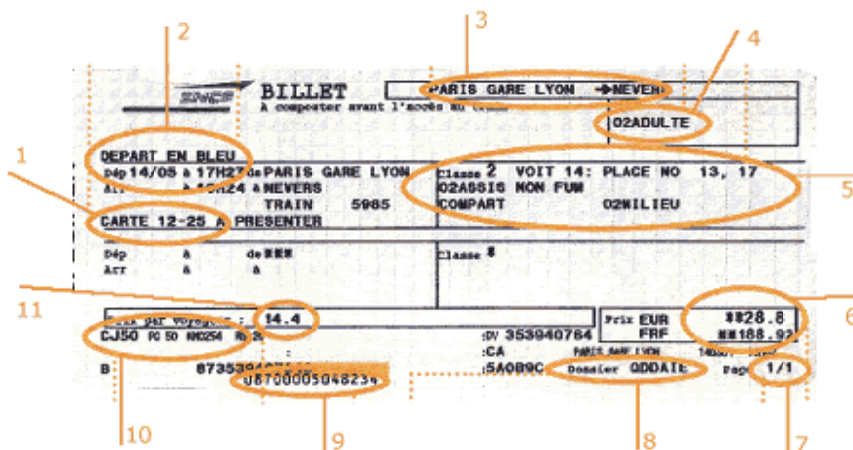 2
3
4
SNCF BILLET PARIS GARE LYON ➔NEVERS
A composter avant l'accès au
02ADULTE
DEPART EN BLEU
1
Dép 14/05 à 17H27 de PARIS GARE LYON Classe 2 VOIT 14: PLACE NO 13, 17
Arr à H24 à NEVERS 02ASSIS NON FUM
5
TRAIN 5985 COMPART 02MILIEU
CARTE 12-25 A PRESENTER
Dép à de *** Classe *
Arr à à
11
Prix par voyageur : 14.4 Prix EUR **28.8
6
FRF **188.92
CJ50 PC 50 :DV 353940764
:CA PARIS GARE LYON
B :5A0B9C Dossier QDDAIL Page 1/1
08700005048234
10
9
8
7